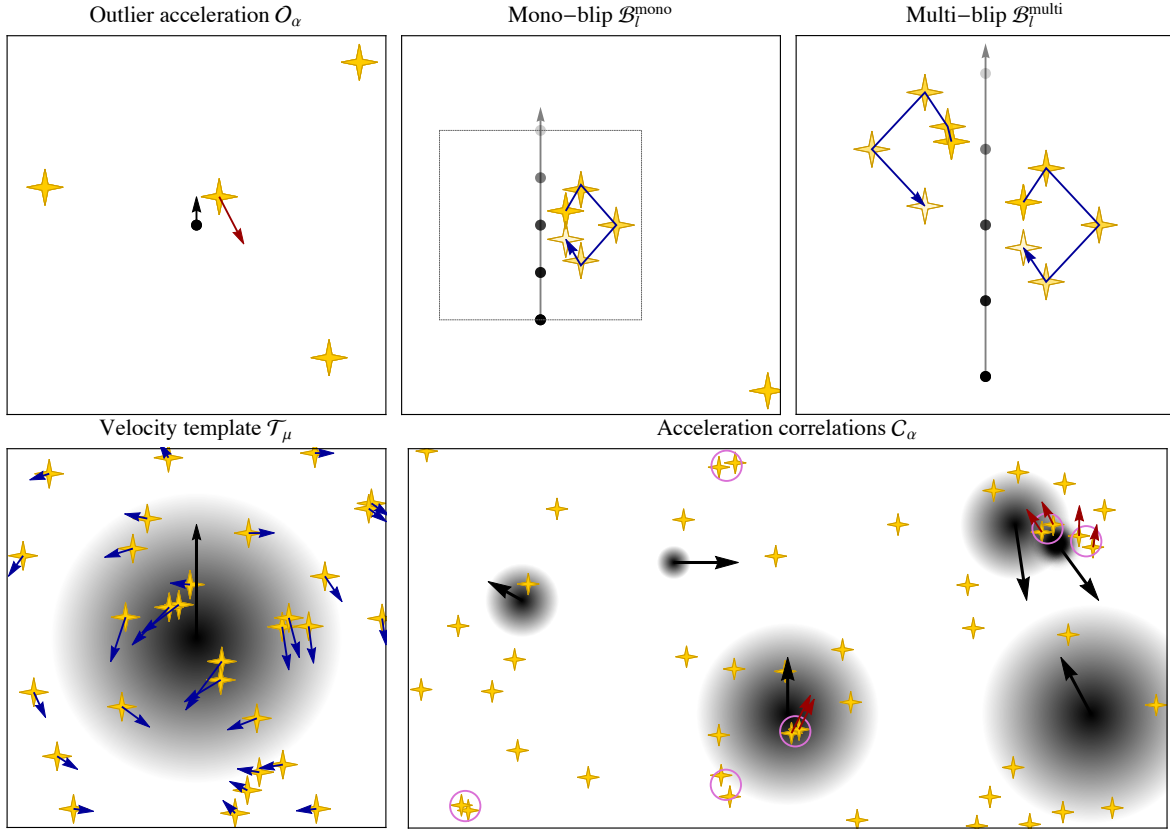 Outlier acceleration 𝒪_α
Mono−blip ℬ_l^mono
Multi−blip ℬ_l^multi
Velocity template 𝒯_μ
Acceleration correlations 𝒞_α